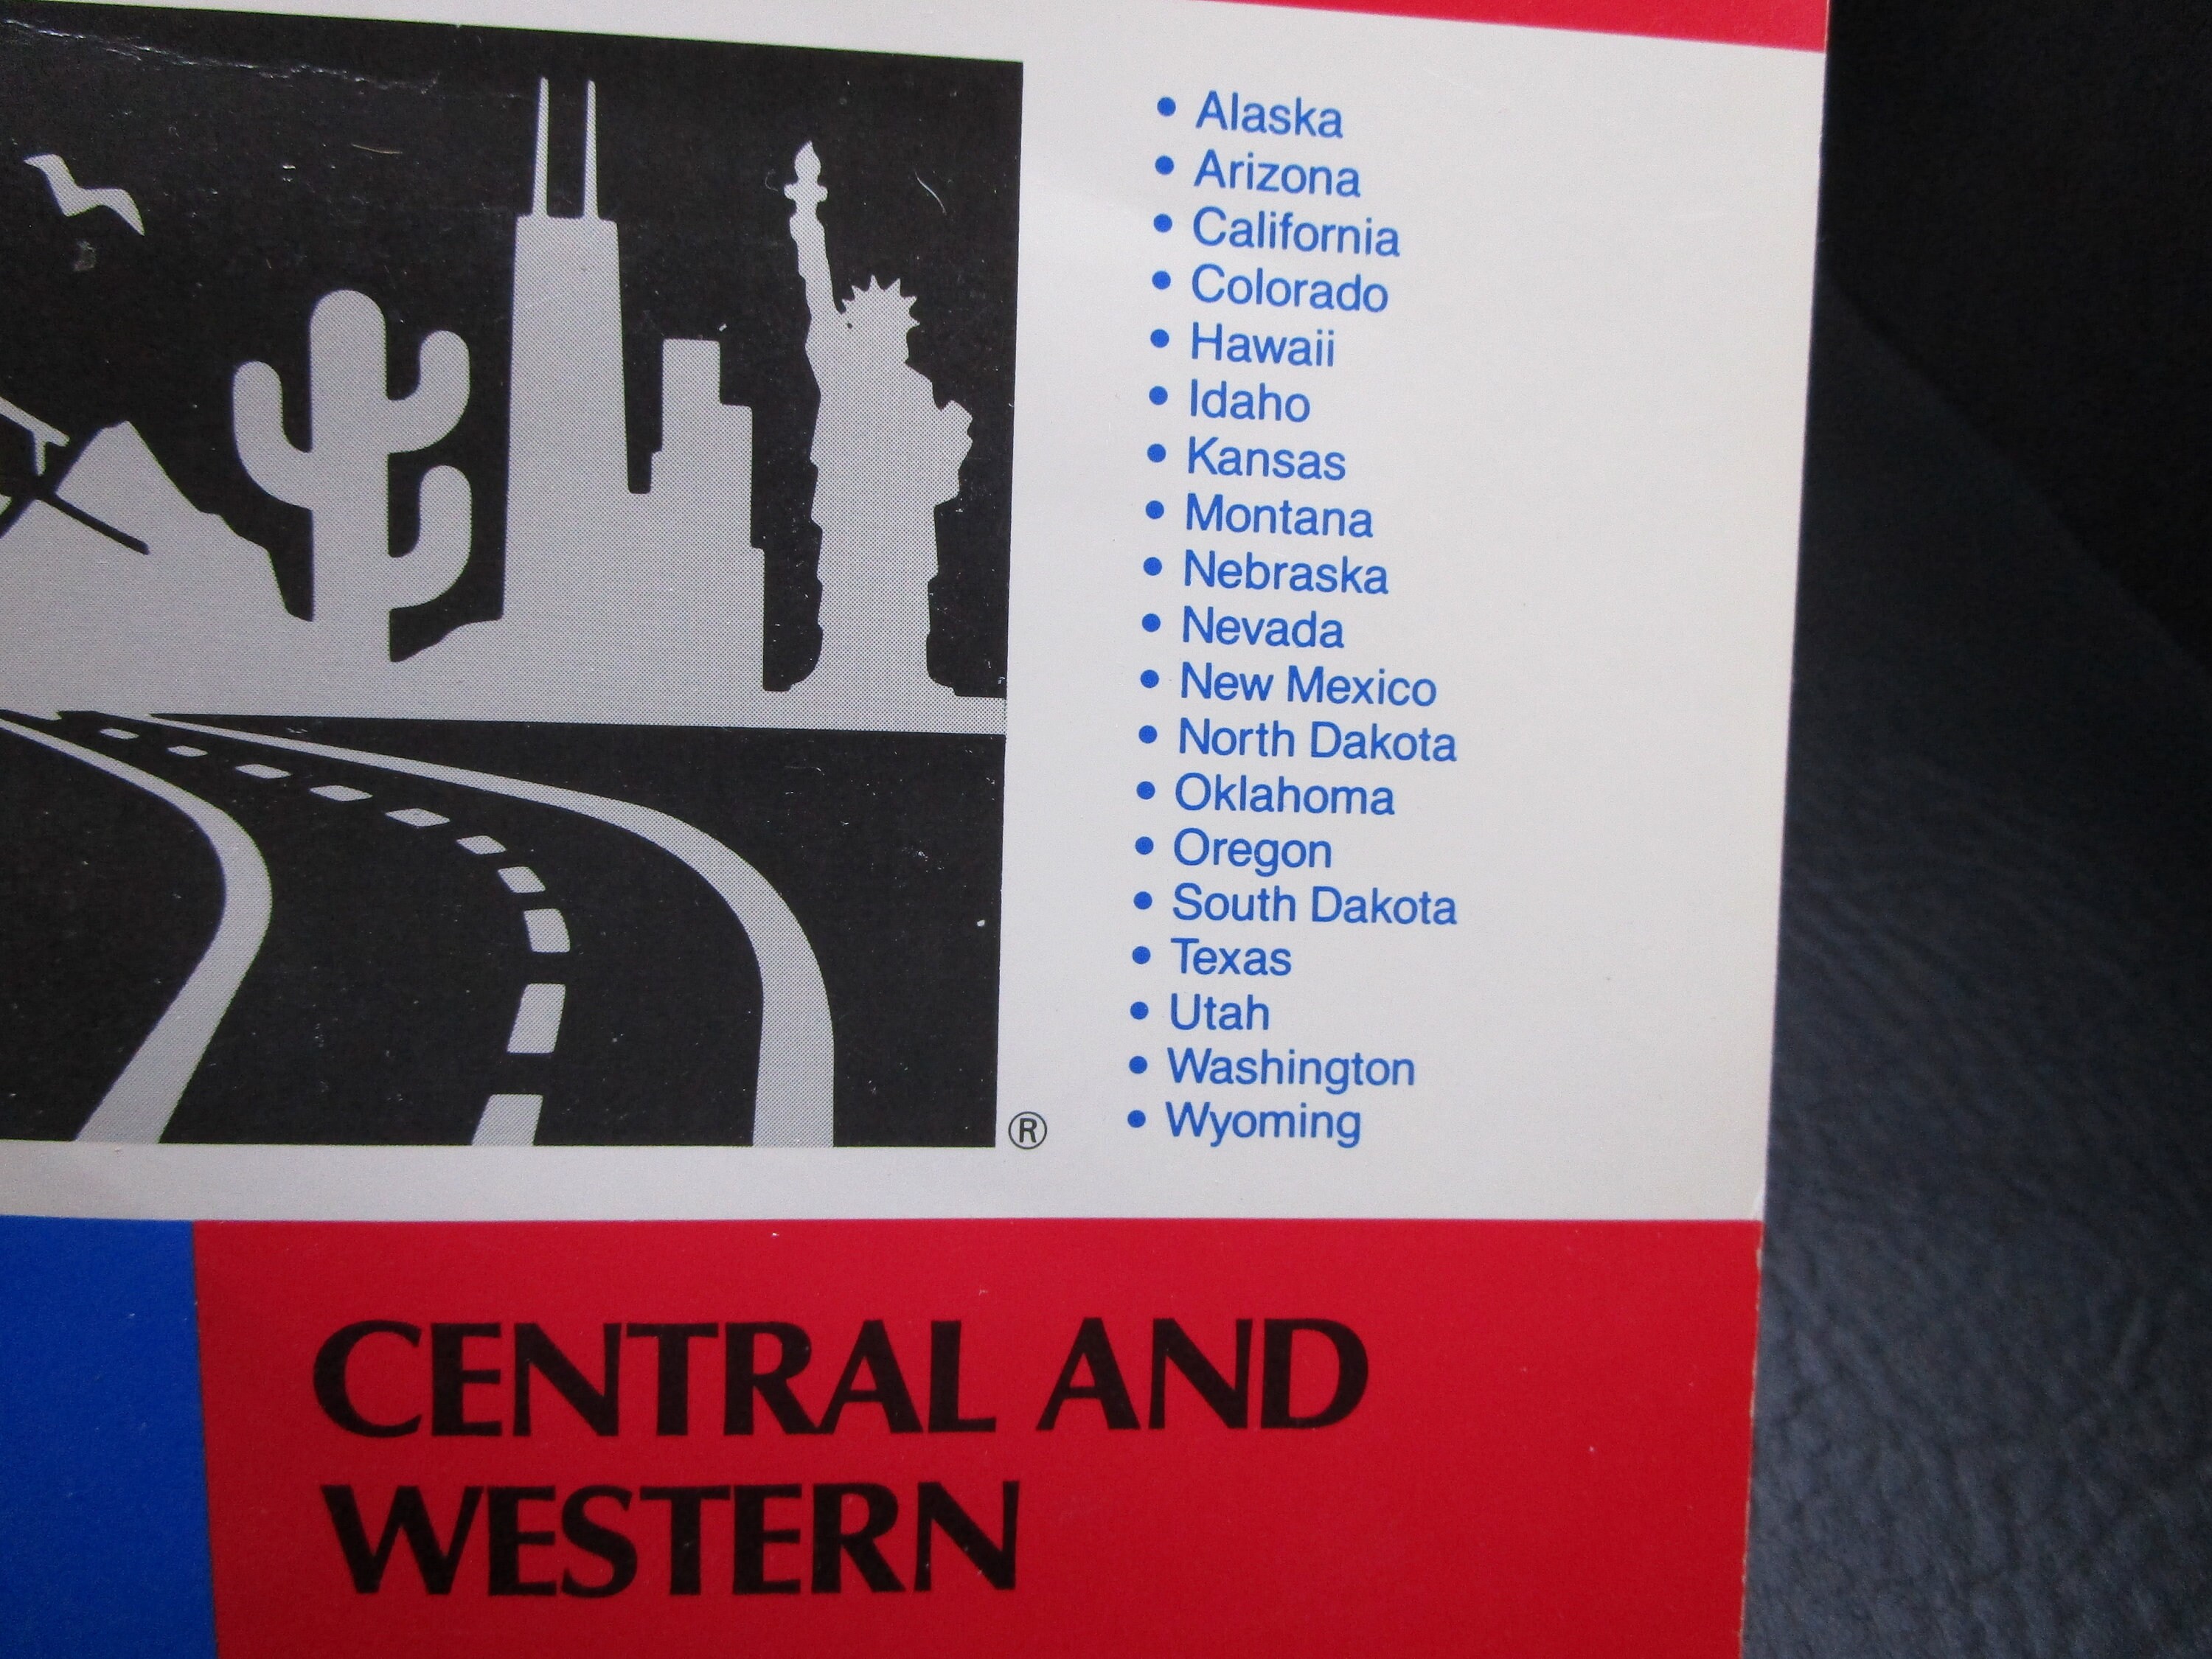 • Alaska
• Arizona
• California
• Colorado
• Hawaii
• Idaho
• Kansas
• Montana
• Nebraska
• Nevada
• New Mexico
• North Dakota
• Oklahoma
• Oregon
• South Dakota
• Texas
• Utah
• Washington
• Wyoming
®
CENTRAL AND
WESTERN